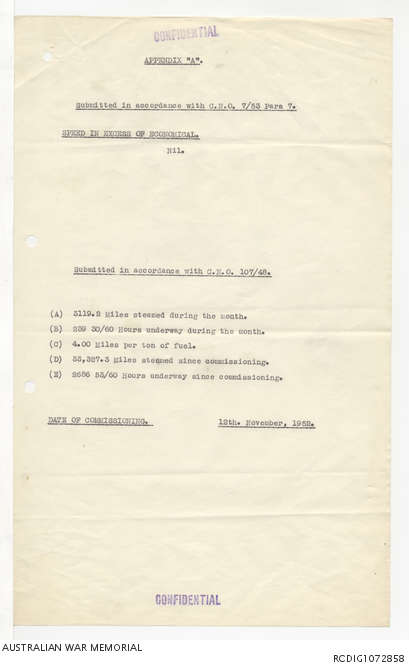 CONFIDENTIAL
APPENDIX "A".
Submitted in accordance with C.N.O. 7/53 Para 7.
SPEED IN EXCESS OF ECONOMICAL.
Nil.
Submitted in accordance with C.N.O. 107/48.
(A) 3119.2 Miles steamed during the month.
(B) 239 30/60 Hours underway during the month.
(C) 4.00 Miles per ton of fuel.
(D) 33,327.3 Miles steamed since commissioning.
(E) 2686 53/60 Hours underway since commissioning.
DATE OF COMMISSIONING. 12th. November, 1952.
CONFIDENTIAL
AUSTRALIAN WAR MEMORIAL RCDIG1072858